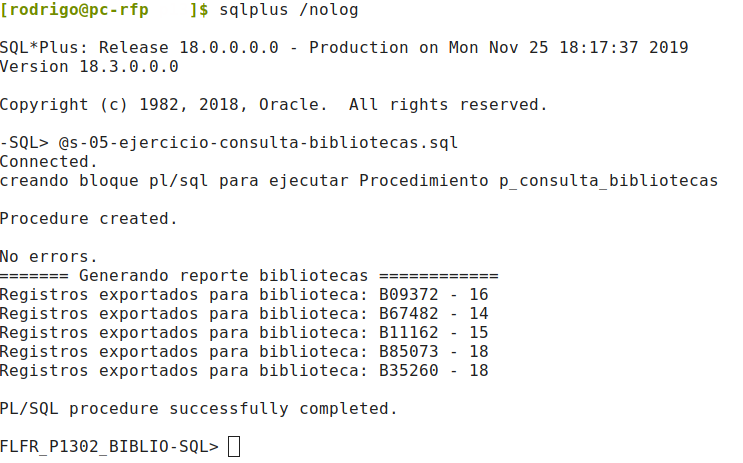 [rodrigo@pc-rfp    ]$ sqlplus /nolog
SQL*Plus: Release 18.0.0.0.0 - Production on Mon Nov 25 18:17:37 2019
Version 18.3.0.0.0
Copyright (c) 1982, 2018, Oracle.  All rights reserved.
-SQL> @s-05-ejercicio-consulta-bibliotecas.sql
Connected.
creando bloque pl/sql para ejecutar Procedimiento p_consulta_bibliotecas
Procedure created.
No errors.
======= Generando reporte bibliotecas ============
Registros exportados para biblioteca: B09372 - 16
Registros exportados para biblioteca: B67482 - 14
Registros exportados para biblioteca: B11162 - 15
Registros exportados para biblioteca: B85073 - 18
Registros exportados para biblioteca: B35260 - 18
PL/SQL procedure successfully completed.
FLFR_P1302_BIBLIO-SQL>